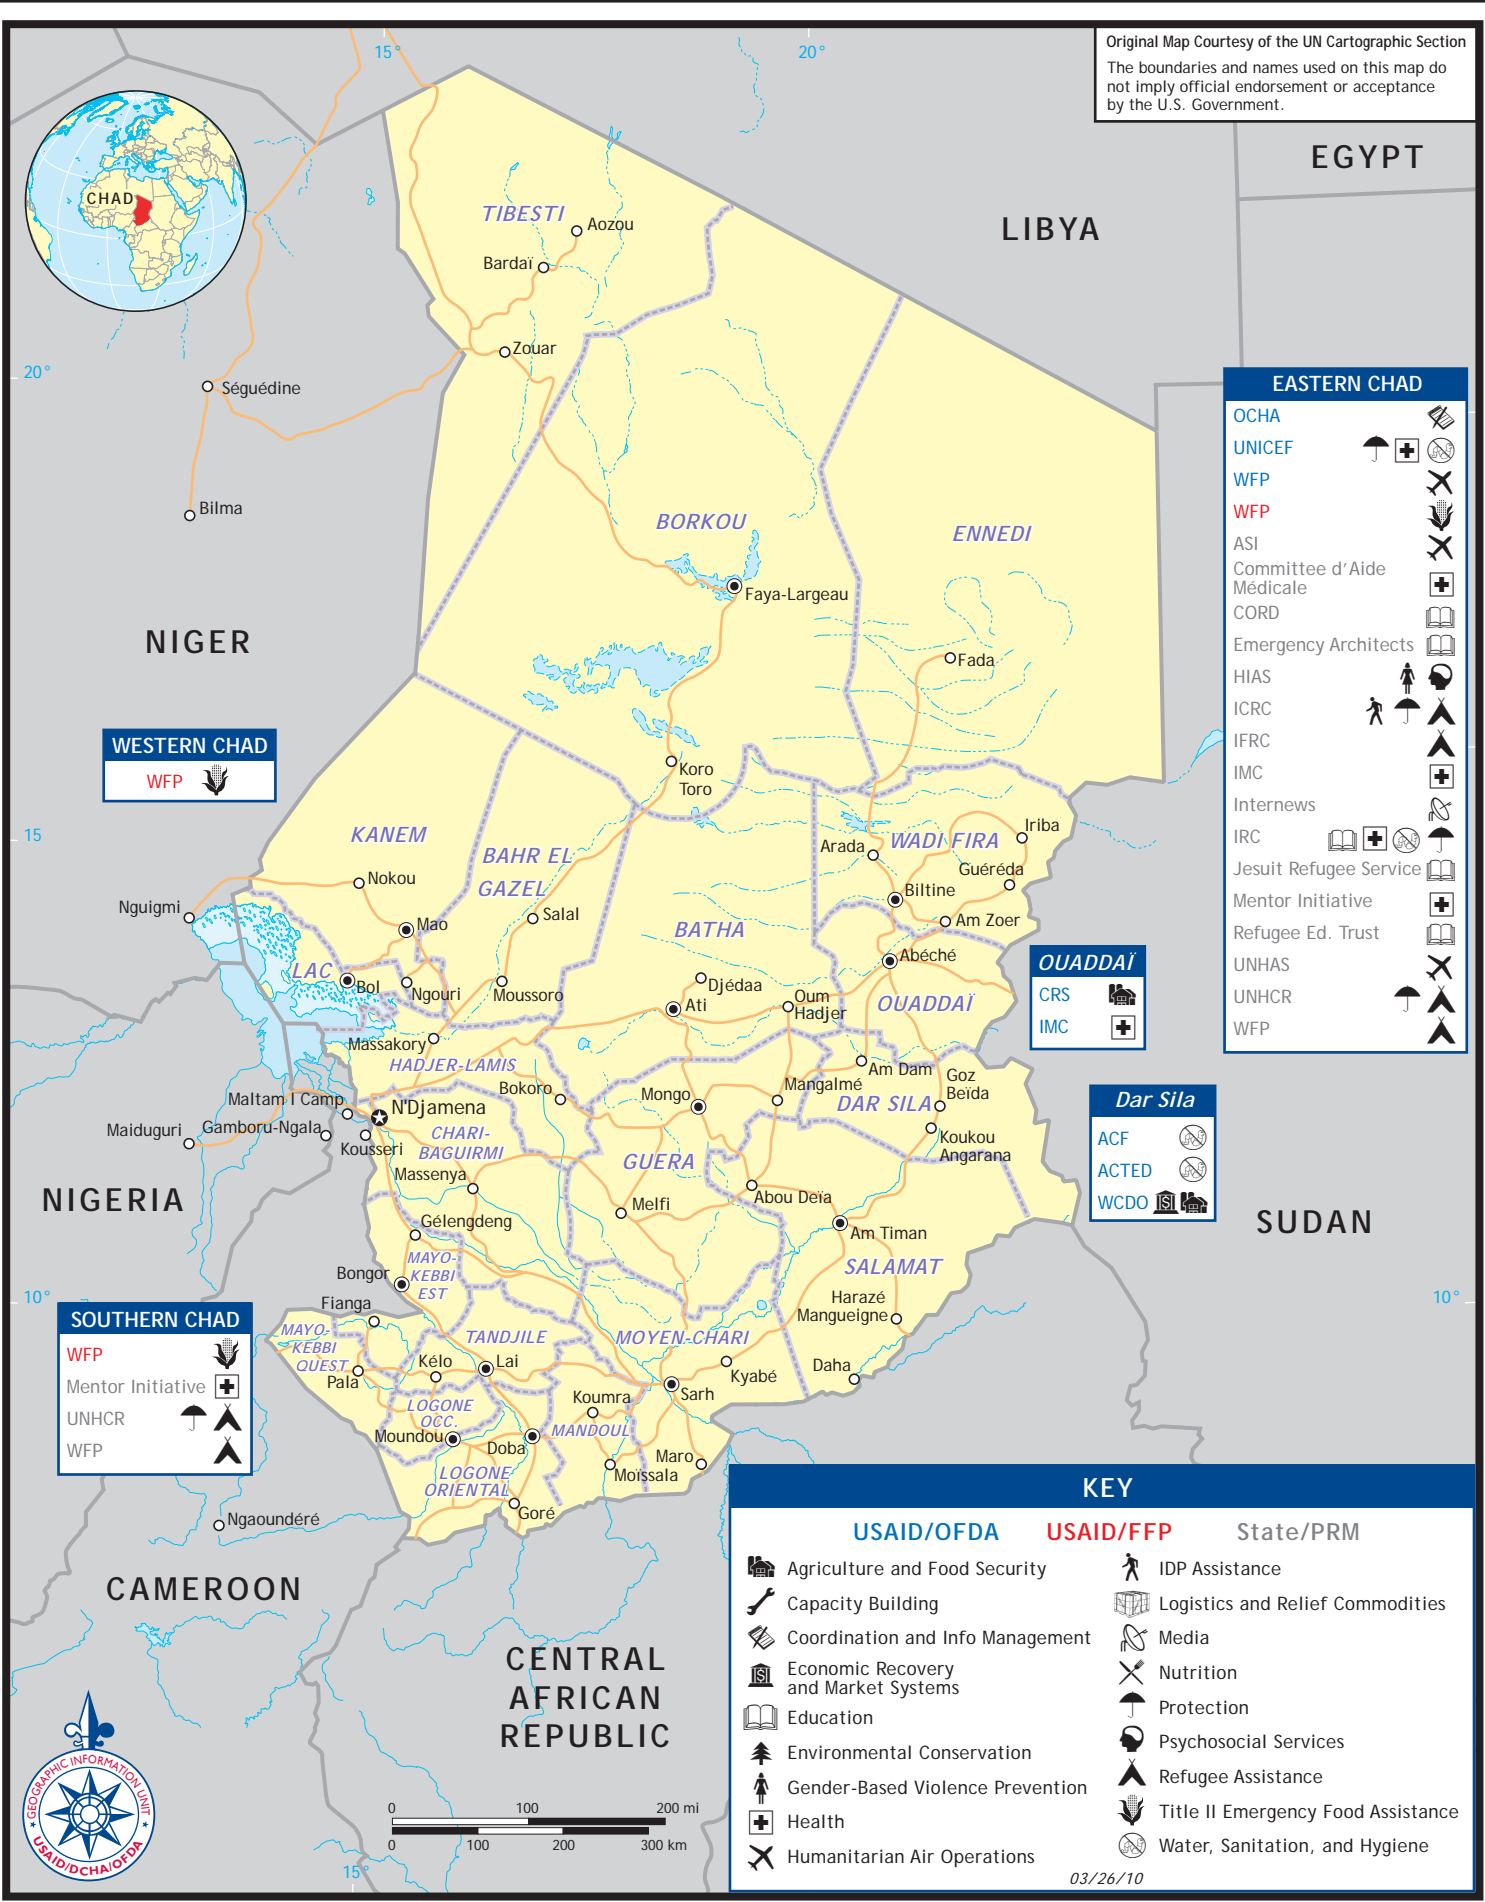 Original Map Courtesy of the UN Cartographic Section
The boundaries and names used on this map do
not imply official endorsement or acceptance
by the U.S. Government.
15°
20°
EGYPT
LIBYA
CHAD
TIBESTI
Aozou
Bardaï
Zouar
20°
Séguédine
Bilma
BORKOU
ENNEDI
Faya-Largeau
Fada
NIGER
Koro
Toro
EASTERN CHAD
OCHA
UNICEF
WFP
WFP
ASI
Committee d'Aide
Médicale
CORD
Emergency Architects
HIAS
ICRC
IFRC
IMC
Internews
IRC
Jesuit Refugee Service
Mentor Initiative
Refugee Ed. Trust
UNHAS
UNHCR
WFP
WESTERN CHAD
WFP
15
KANEM
BAHR EL
GAZEL
Nokou
Nguigmi
Mao
Salal
BATHA
Arada
WADI FIRA
Iriba
Guéréda
Biltine
Am Zoer
Abéché
LAC
Bol
Ngouri
Moussoro
Djédaa
Ati
Oum
Hadjer
OUADDAÏ
OUADDAÏ
CRS
IMC
Massakory
HADJER-LAMIS
Bokoro
Mongo
Mangalmé
Am Dam
Goz
Beïda
DAR SILA
Koukou
Angarana
Dar Sila
ACF
ACTED
WCDO
Maltam I Camp
N'Djamena
Maiduguri
Gamboru-Ngala
Kousseri
CHARI-
BAGUIRMI
Massenya
GUERA
NIGERIA
Melfi
Abou Deïa
Am Timan
SUDAN
Gélengdeng
MAYO-
KEBBI
EST
Bongor
SALAMAT
Harazé
Mangueigne
10°
10°
Fianga
SOUTHERN CHAD
WFP
Mentor Initiative
UNHCR
WFP
MAYO-
KEBBI
QUEST
Pala
TANDJILE
MOYEN-CHARI
Kélo
Lai
Kyabé
Daha
Sarh
Koumra
LOGONE
OCC.
Moundou
Doba
MANDOUL
Maro
Moïssala
LOGONE
ORIENTAL
Goré
Ngaoundéré
CAMEROON
CENTRAL
AFRICAN
REPUBLIC
KEY
USAID/OFDA
USAID/FFP
State/PRM
Agriculture and Food Security
Capacity Building
Coordination and Info Management
Economic Recovery
and Market Systems
Education
Environmental Conservation
Gender-Based Violence Prevention
Health
Humanitarian Air Operations
IDP Assistance
Logistics and Relief Commodities
Media
Nutrition
Protection
Psychosocial Services
Refugee Assistance
Title II Emergency Food Assistance
Water, Sanitation, and Hygiene
03/26/10
0 100 200 mi
0 100 200 300 km
15°
GEOGRAPHIC INFORMATION UNIT
USAID/DCHA/OFDA